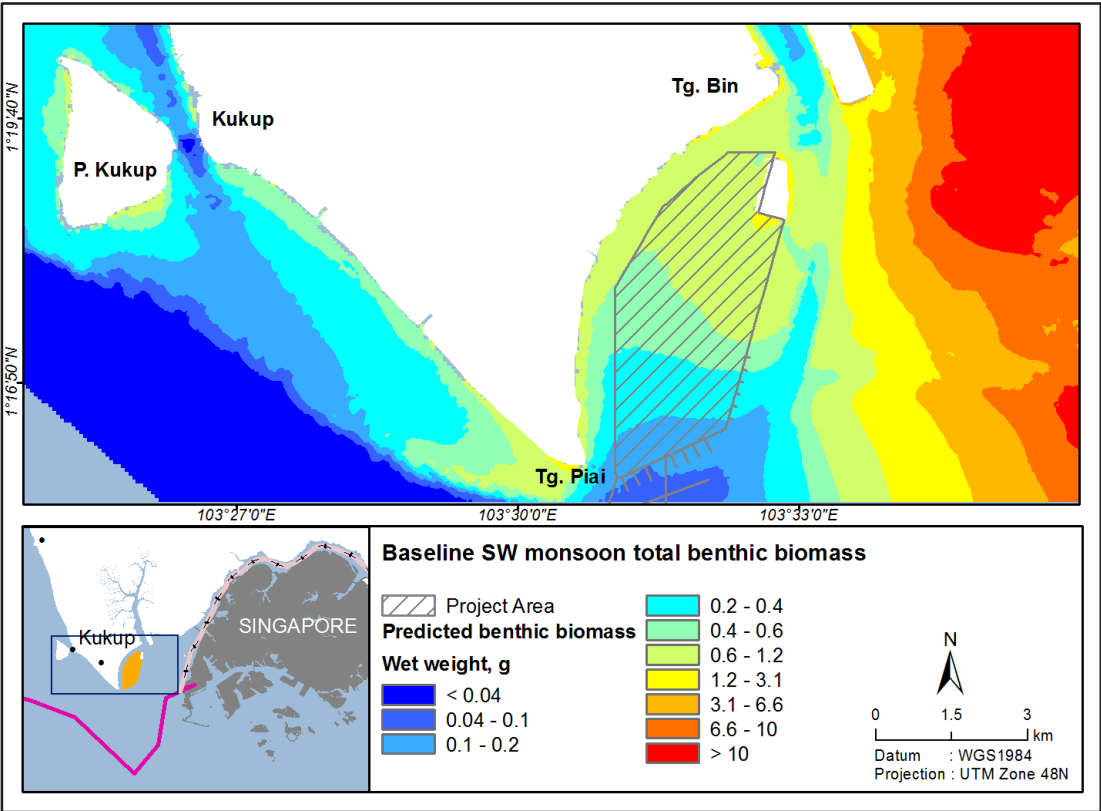 Tg. Bin
Kukup
P. Kukup
Tg. Piai
1°19'40"N
1°16'50"N
103°27'0"E
103°30'0"E
103°33'0"E
Kukup
SINGAPORE
Baseline SW monsoon total benthic biomass
Project Area
Predicted benthic biomass
Wet weight, g
< 0.04
0.04 - 0.1
0.1 - 0.2
0.2 - 0.4
0.4 - 0.6
0.6 - 1.2
1.2 - 3.1
3.1 - 6.6
6.6 - 10
> 10
N
0 1.5 3
km
Datum : WGS1984
Projection : UTM Zone 48N